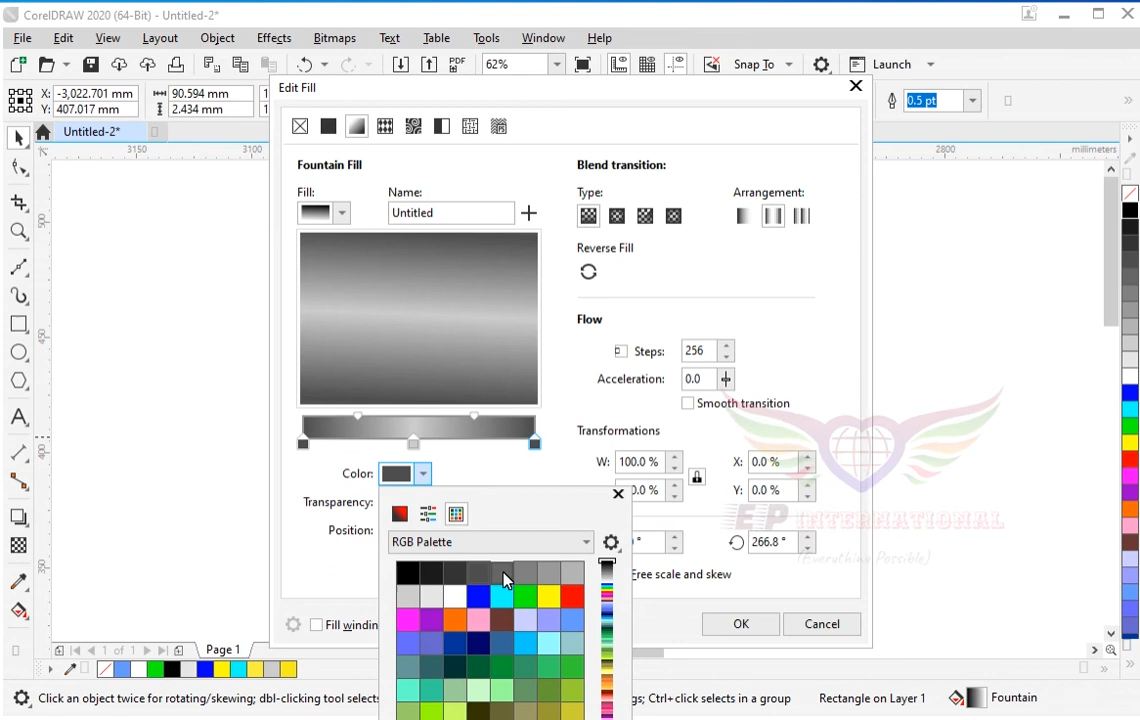 CorelDRAW 2020 (64-Bit) - Untitled-2*
File Edit View Layout Object Effects Bitmaps Text Table Tools Window Help
PDF 62% Snap To Launch
X: -3,022.701 mm 90.594 mm
Y: 407.017 mm 2.434 mm
0.5 pt
Edit Fill
Untitled-2*
3150 3100 2800 millimeters
Fountain Fill
Fill: Name:
Untitled
Blend transition:
Type: Arrangement:
Reverse Fill
Flow
Steps: 256
Acceleration: 0.0
Smooth transition
Transformations
W: 100.0 % X: 0.0 %
0.0 % 0.0 %
266.8 °
Free scale and skew
Color:
Transparency:
Position:
RGB Palette
Fill windin
OK Cancel
EP INTERNATIONAL
(Everything Possible)
500
450
400
350
1 of 1 Page 1
Click an object twice for rotating/skewing; dbl-clicking tool selects gs; Ctrl+click selects in a group Rectangle on Layer 1 Fountain